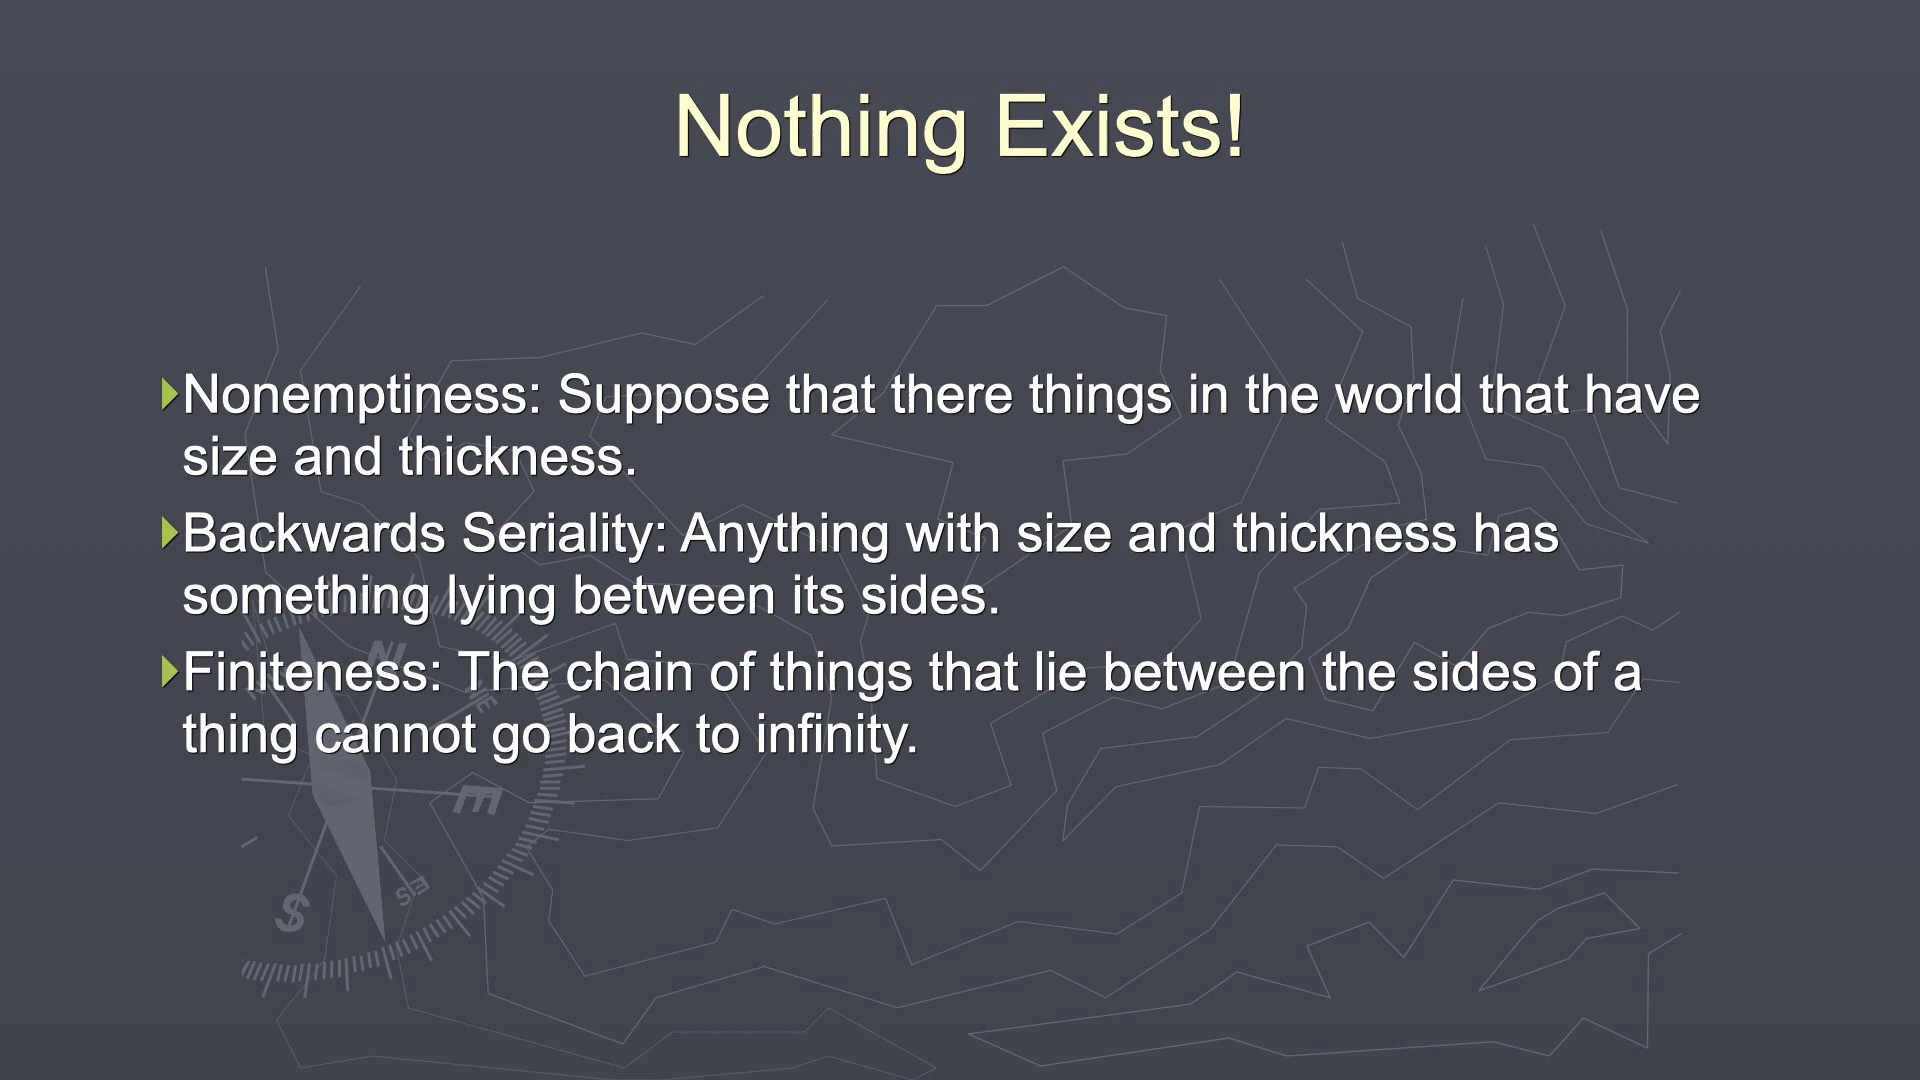 Nothing Exists!
Nonemptiness: Suppose that there things in the world that have
size and thickness.
Backwards Seriality: Anything with size and thickness has
something lying between its sides.
Finiteness: The chain of things that lie between the sides of a
thing cannot go back to infinity.
N
NE
E
ES
S